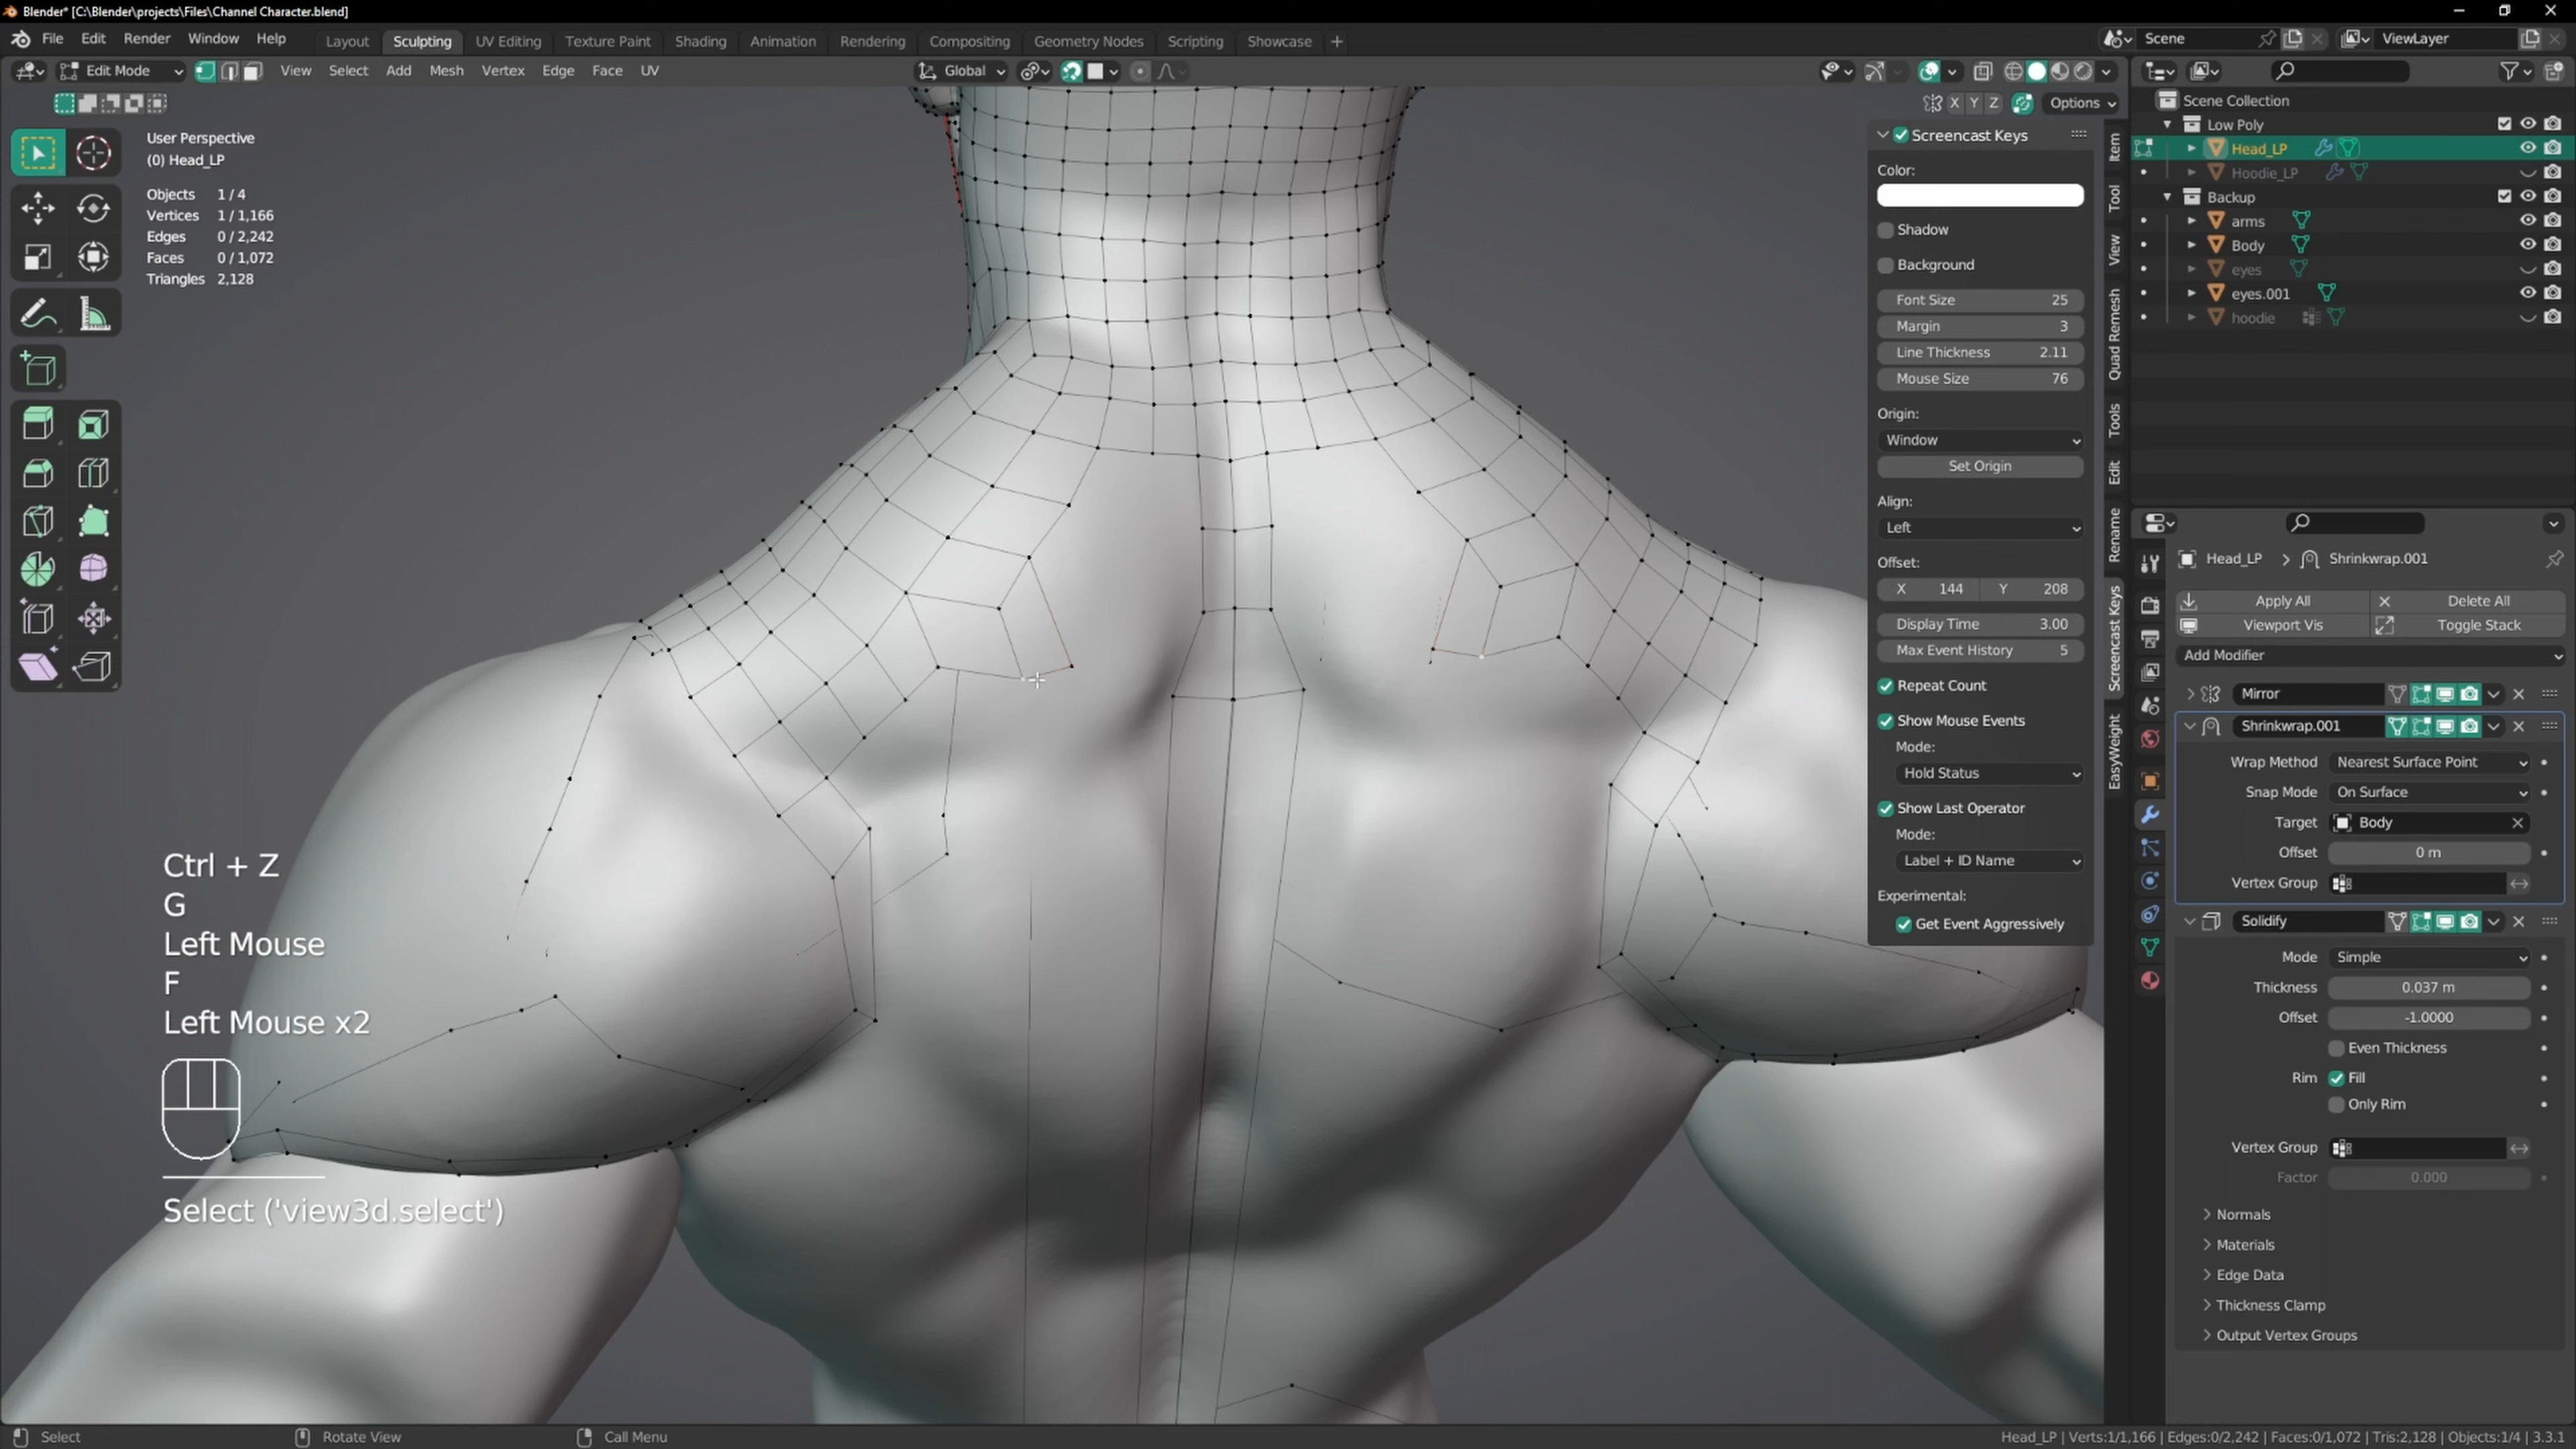 Blender* [C:\Blender\projects\Files\Channel Character.blend]
File Edit Render Window Help Layout Sculpting UV Editing Texture Paint Shading Animation Rendering Compositing Geometry Nodes Scripting Showcase + Scene ViewLayer
Edit Mode View Select Add Mesh Vertex Edge Face UV Global
X Y Z Options
User Perspective
(0) Head_LP
Objects 1 / 4
Vertices 1 / 1,166
Edges 0 / 2,242
Faces 0 / 1,072
Triangles 2,128
Ctrl + Z
G
Left Mouse
F
Left Mouse x2
Select ('view3d.select')
Screencast Keys
Color:
Shadow
Background
Font Size 25
Margin 3
Line Thickness 2.11
Mouse Size 76
Origin:
Window
Set Origin
Align:
Left
Offset:
X 144 Y 208
Display Time 3.00
Max Event History 5
Repeat Count
Show Mouse Events
Mode:
Hold Status
Show Last Operator
Mode:
Label + ID Name
Experimental:
Get Event Aggressively
Item
Tool
View
Quad Remesh
Tools
Edit
Rename
Screencast Keys
EasyWeight
Scene Collection
Low Poly
Head_LP
Hoodie_LP
Backup
arms
Body
eyes
eyes.001
hoodie
Head_LP > Shrinkwrap.001
Apply All Delete All
Viewport Vis Toggle Stack
Add Modifier
Mirror
Shrinkwrap.001
Wrap Method Nearest Surface Point
Snap Mode On Surface
Target Body
Offset 0 m
Vertex Group
Solidify
Mode Simple
Thickness 0.037 m
Offset -1.0000
Even Thickness
Rim Fill
Only Rim
Vertex Group
Factor 0.000
Normals
Materials
Edge Data
Thickness Clamp
Output Vertex Groups
Select Rotate View Call Menu Head_LP | Verts:1/1,166 | Edges:0/2,242 | Faces:0/1,072 | Tris:2,128 | Objects:1/4 | 3.3.1